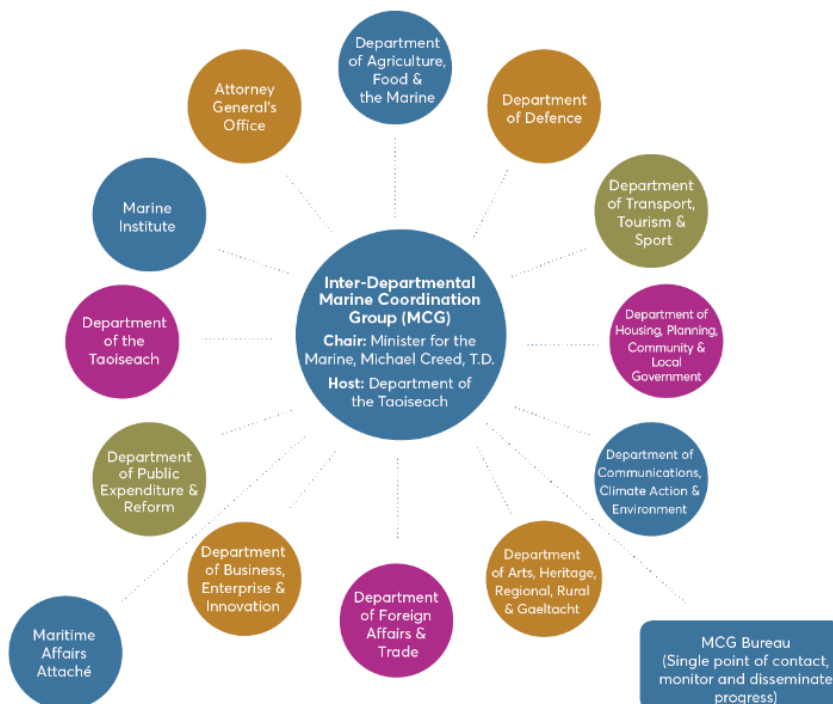 Department
of Agriculture,
Food &
the Marine
Attorney
General's
Office
Department
of Defence
Marine
Institute
Department
of Transport,
Tourism &
Sport
Inter-Departmental
Marine Coordination
Group (MCG)
Chair: Minister for the
Marine, Michael Creed, T.D.
Host: Department of
the Taoiseach
Department
of the
Taoiseach
Department of
Housing, Planning,
Community &
Local
Government
Department
of Public
Expenditure &
Reform
Department of
Communications,
Climate Action &
Environment
Department
of Business,
Enterprise &
Innovation
Department
of Foreign
Affairs &
Trade
Department
of Arts, Heritage,
Regional, Rural
& Gaeltacht
Maritime
Affairs
Attaché
MCG Bureau
(Single point of contact,
monitor and disseminate
progress)